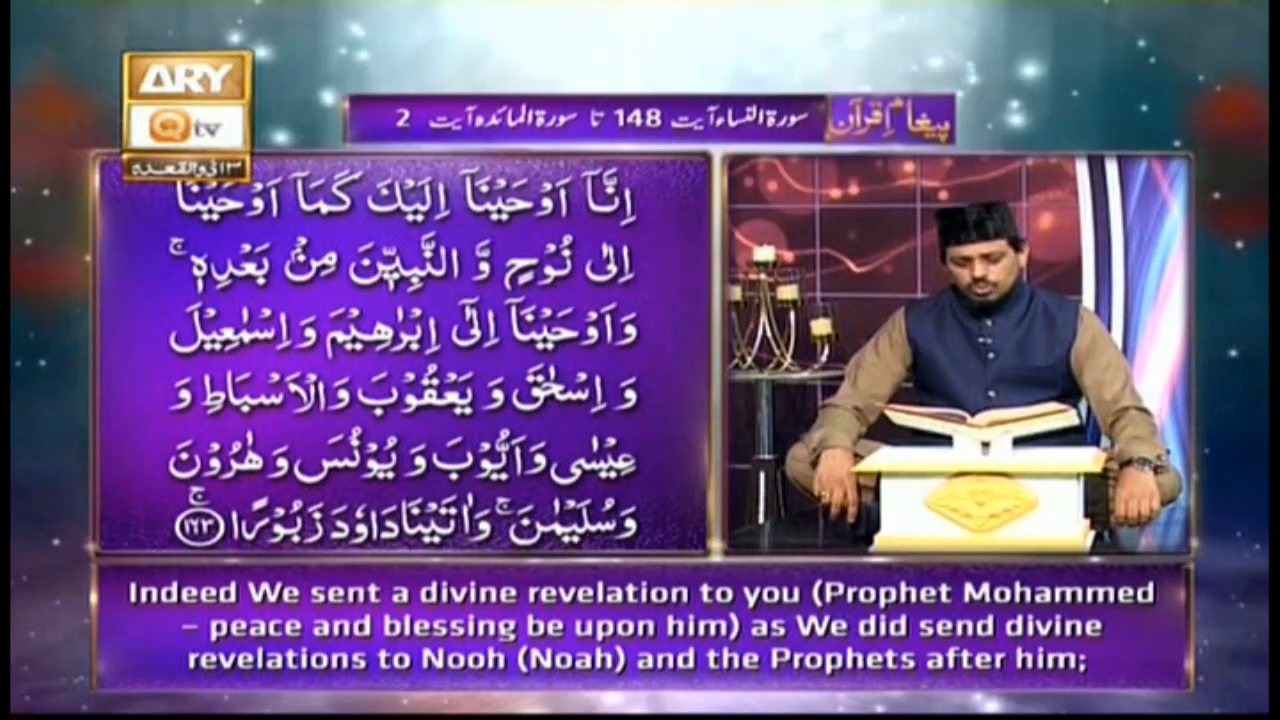 ARY
Qtv
۱۳ ذوالقعدہ
پیغامِ قرآن
سورۃ النساء آیت 148 تا سورۃ المائدہ آیت 2
اِنَّاۤ اَوْحَیْنَاۤ اِلَیْكَ كَمَاۤ اَوْحَیْنَاۤ
اِلٰى نُوْحٍ وَّ النَّبِیّٖنَ مِنْۢ بَعْدِهٖ ۚ
وَ اَوْحَیْنَاۤ اِلٰۤى اِبْرٰهِیْمَ وَ اِسْمٰعِیْلَ
وَ اِسْحٰقَ وَ یَعْقُوْبَ وَ الْاَسْبَاطِ وَ
عِیْسٰى وَ اَیُّوْبَ وَ یُوْنُسَ وَ هٰرُوْنَ
وَ سُلَیْمٰنَ ۚ وَ اٰتَیْنَا دَاوٗدَ زَبُوْرًا ۚ ﴿۱۶۳﴾
Indeed We sent a divine revelation to you (Prophet Mohammed
– peace and blessing be upon him) as We did send divine
revelations to Nooh (Noah) and the Prophets after him;